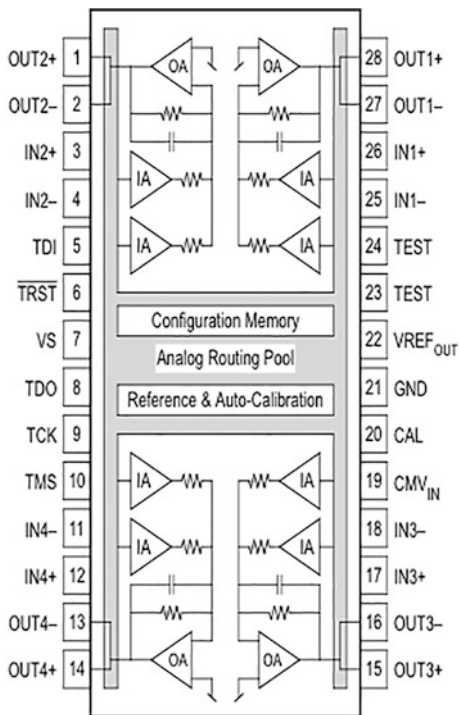 OUT2+ 1 OA OA 28 OUT1+
OUT2– 2 27 OUT1–
IN2+ 3 26 IN1+
IN2– 4 IA IA 25 IN1–
TDI 5 IA IA 24 TEST
TRST 6 23 TEST
Configuration Memory
VS 7 22 VREFOUT
Analog Routing Pool
TDO 8 21 GND
Reference & Auto-Calibration
TCK 9 20 CAL
TMS 10 IA IA 19 CMVIN
IN4– 11 IA IA 18 IN3–
IN4+ 12 17 IN3+
OUT4– 13 16 OUT3–
OUT4+ 14 OA OA 15 OUT3+